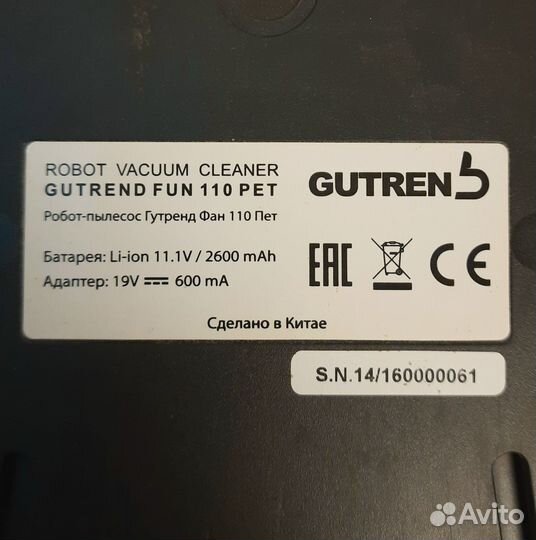 ROBOT VACUUM CLEANER
GUTREND FUN 110 PET
Робот-пылесос Гутренд Фан 110 Пет
GUTREND
Батарея: Li-ion 11.1V / 2600 mAh
Адаптер: 19V 600 mA
EAC CE
Сделано в Китае
S.N.14/160000061
Avito